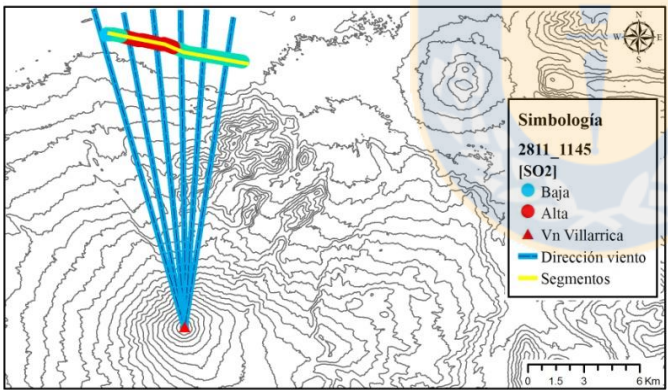 N
W E
S
Simbología
2811_1145
[SO2]
Baja
Alta
Vn Villarrica
Dirección viento
Segmentos
0 1.5 3 6 Km